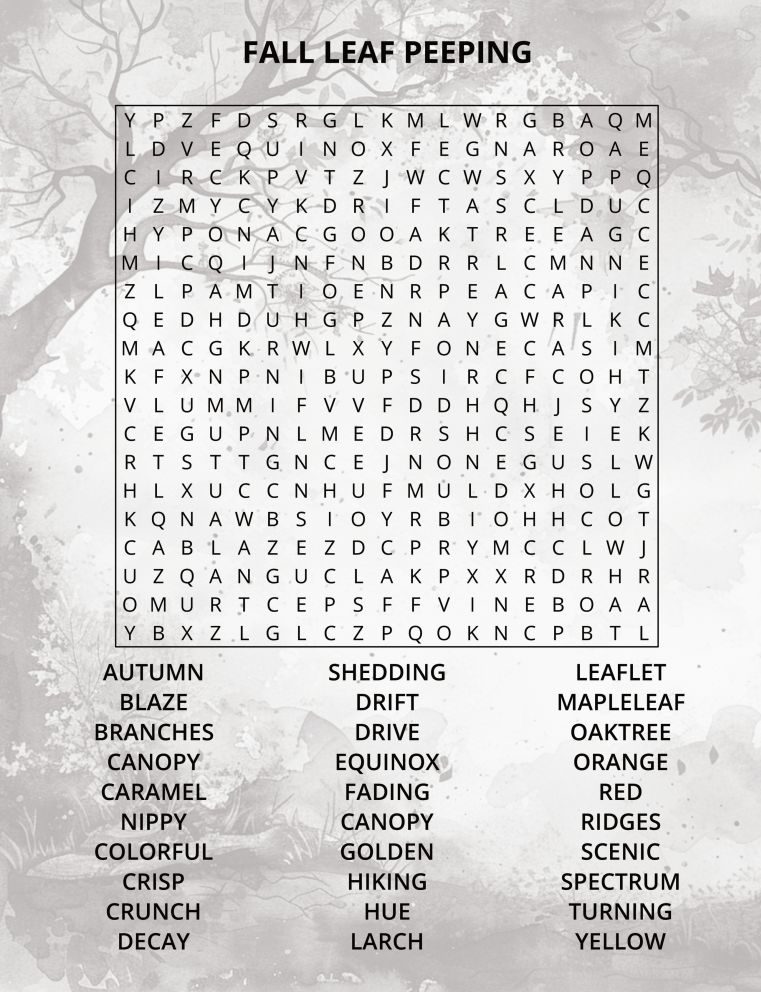 FALL LEAF PEEPING
Y P Z F D S R G L K M L W R G B A Q M
L D V E Q U I N O X F E G N A R O A E
C I R C K P V T Z J W C W S X Y P P Q
I Z M Y C Y K D R I F T A S C L D U C
H Y P O N A C G O O A K T R E E A G C
M I C Q I J N F N B D R R L C M N N E
Z L P A M T I O E N R P E A C A P I C
Q E D H D U H G P Z N A Y G W R L K C
M A C G K R W L X Y F O N E C A S I M
K F X N P N I B U P S I R C F C O H T
V L U M M I F V V F D D H Q H J S Y Z
C E G U P N L M E D R S H C S E I E K
R T S T T G N C E J N O N E G U S L W
H L X U C C N H U F M U L D X H O L G
K Q N A W B S I O Y R B I O H H C O T
C A B L A Z E Z D C P R Y M C C L W J
U Z Q A N G U C L A K P X X R D R H R
O M U R T C E P S F F V I N E B O A A
Y B X Z L G L C Z P Q O K N C P B T L
AUTUMN SHEDDING LEAFLET
BLAZE DRIFT MAPLELEAF
BRANCHES DRIVE OAKTREE
CANOPY EQUINOX ORANGE
CARAMEL FADING RED
NIPPY CANOPY RIDGES
COLORFUL GOLDEN SCENIC
CRISP HIKING SPECTRUM
CRUNCH HUE TURNING
DECAY LARCH YELLOW